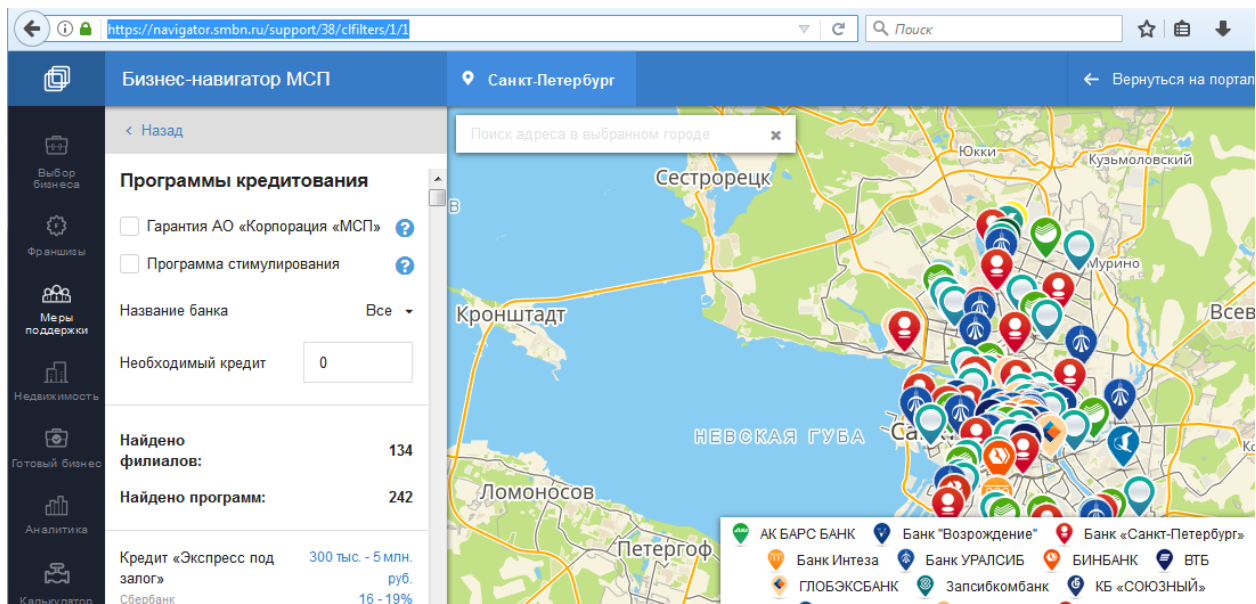 https://navigator.smbn.ru/support/38/clfilters/1/1
Поиск
Бизнес-навигатор МСП
Санкт-Петербург
Вернуться на портал
Назад
Выбор
бизнеса
Франшизы
Меры
поддержки
Недвижимость
Готовый бизнес
Аналитика
Калькулятор
Программы кредитования
Гарантия АО «Корпорация «МСП» ?
Программа стимулирования ?
Название банка Все
Необходимый кредит 0
Найдено
филиалов: 134
Найдено программ: 242
Кредит «Экспресс под 300 тыс. - 5 млн.
залог» руб.
Сбербанк 16 - 19%
Поиск адреса в выбранном городе
Юкки
Кузьмоловский
Сестрорецк
В
Мурино
Кронштадт
Всев
НЕВСКАЯ ГУБА
Са
Ко
Ломоносов
Петергоф
АК БАРС БАНК Банк "Возрождение" Банк «Санкт-Петербург»
Банк Интеза Банк УРАЛСИБ БИНБАНК ВТБ
ГЛОБЭКСБАНК Запсибкомбанк КБ «СОЮЗНЫЙ»